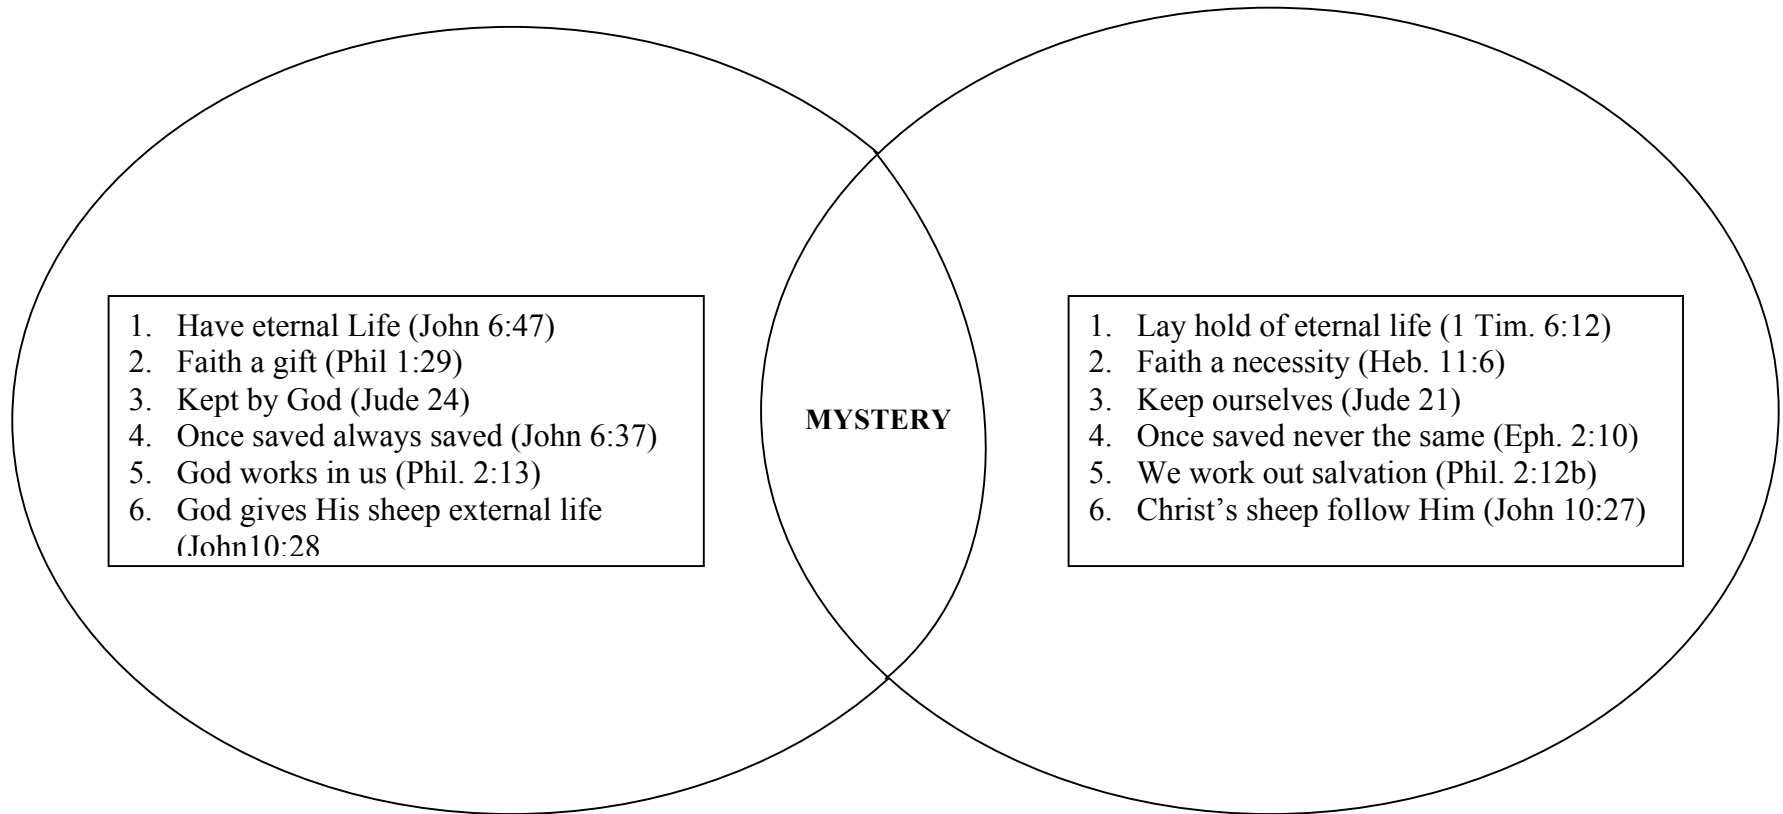 1. Have eternal Life (John 6:47)
2. Faith a gift (Phil 1:29)
3. Kept by God (Jude 24)
4. Once saved always saved (John 6:37)
5. God works in us (Phil. 2:13)
6. God gives His sheep external life
(John10:28
MYSTERY
1. Lay hold of eternal life (1 Tim. 6:12)
2. Faith a necessity (Heb. 11:6)
3. Keep ourselves (Jude 21)
4. Once saved never the same (Eph. 2:10)
5. We work out salvation (Phil. 2:12b)
6. Christ’s sheep follow Him (John 10:27)